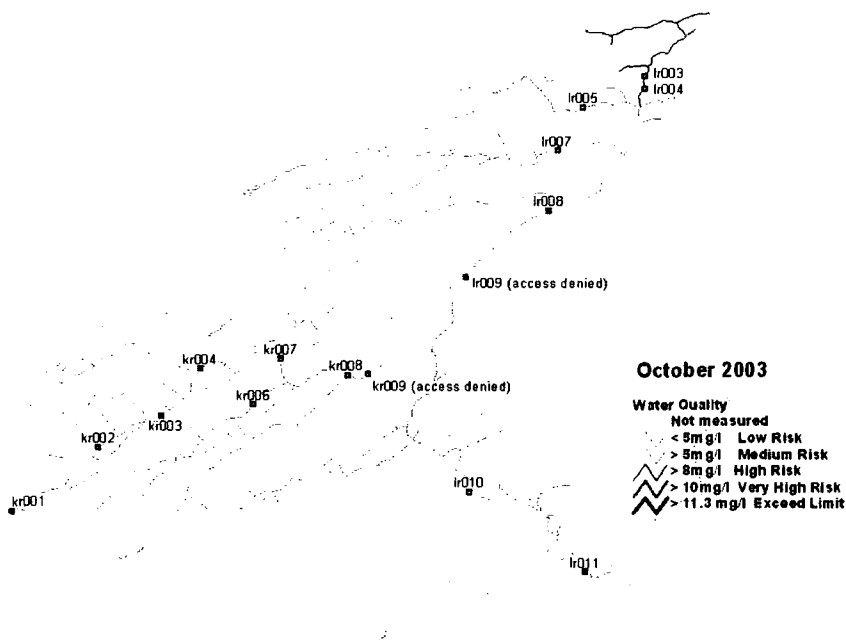 lr003
lr004
lr005
lr007
lr008
lr009 (access denied)
kr007
kr004
kr008
kr009 (access denied)
kr006
kr003
kr002
kr001
lr010
lr011
October 2003
Water Quality
Not measured
< 5mg/l Low Risk
> 5mg/l Medium Risk
> 8mg/l High Risk
> 10mg/l Very High Risk
> 11.3 mg/l Exceed Limit